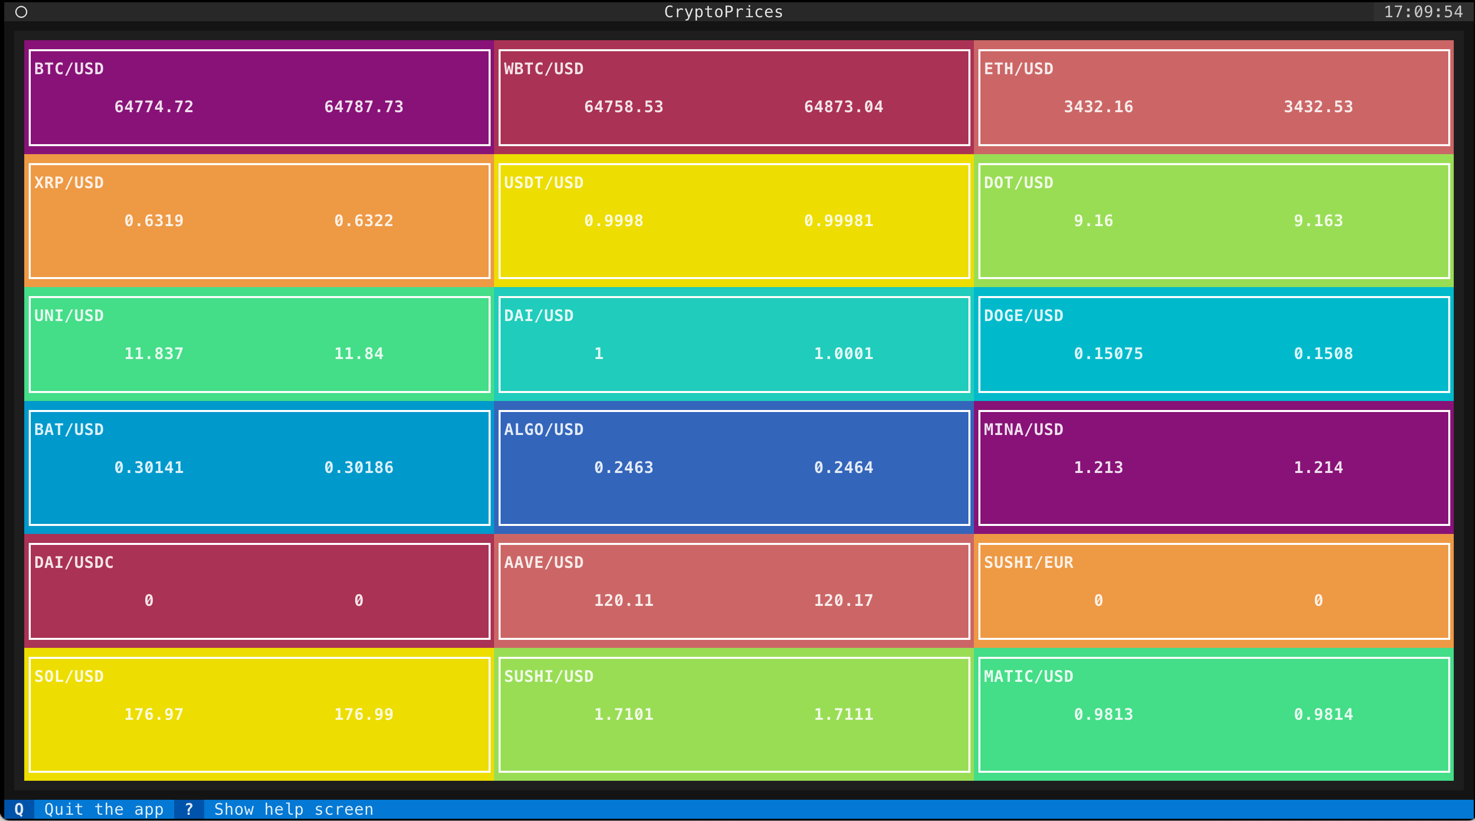 CryptoPrices 17:09:54
BTC/USD
64774.72 64787.73
WBTC/USD
64758.53 64873.04
ETH/USD
3432.16 3432.53
XRP/USD
0.6319 0.6322
USDT/USD
0.9998 0.99981
DOT/USD
9.16 9.163
UNI/USD
11.837 11.84
DAI/USD
1 1.0001
DOGE/USD
0.15075 0.1508
BAT/USD
0.30141 0.30186
ALGO/USD
0.2463 0.2464
MINA/USD
1.213 1.214
DAI/USDC
0 0
AAVE/USD
120.11 120.17
SUSHI/EUR
0 0
SOL/USD
176.97 176.99
SUSHI/USD
1.7101 1.7111
MATIC/USD
0.9813 0.9814
Q Quit the app ? Show help screen